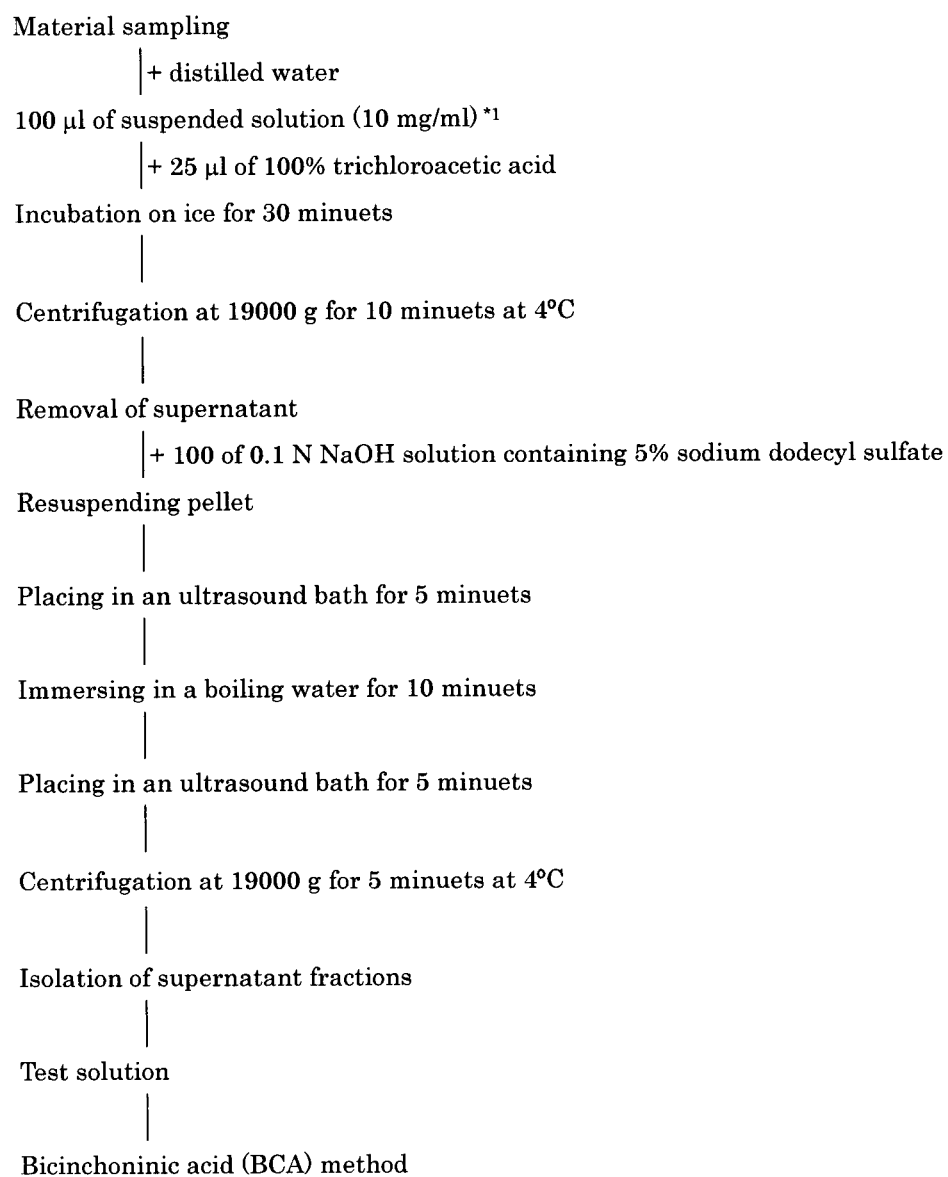 Material sampling
+ distilled water
100 µl of suspended solution (10 mg/ml) *1
+ 25 µl of 100% trichloroacetic acid
Incubation on ice for 30 minuets
Centrifugation at 19000 g for 10 minuets at 4ºC
Removal of supernatant
+ 100 of 0.1 N NaOH solution containing 5% sodium dodecyl sulfate
Resuspending pellet
Placing in an ultrasound bath for 5 minuets
Immersing in a boiling water for 10 minuets
Placing in an ultrasound bath for 5 minuets
Centrifugation at 19000 g for 5 minuets at 4ºC
Isolation of supernatant fractions
Test solution
Bicinchoninic acid (BCA) method